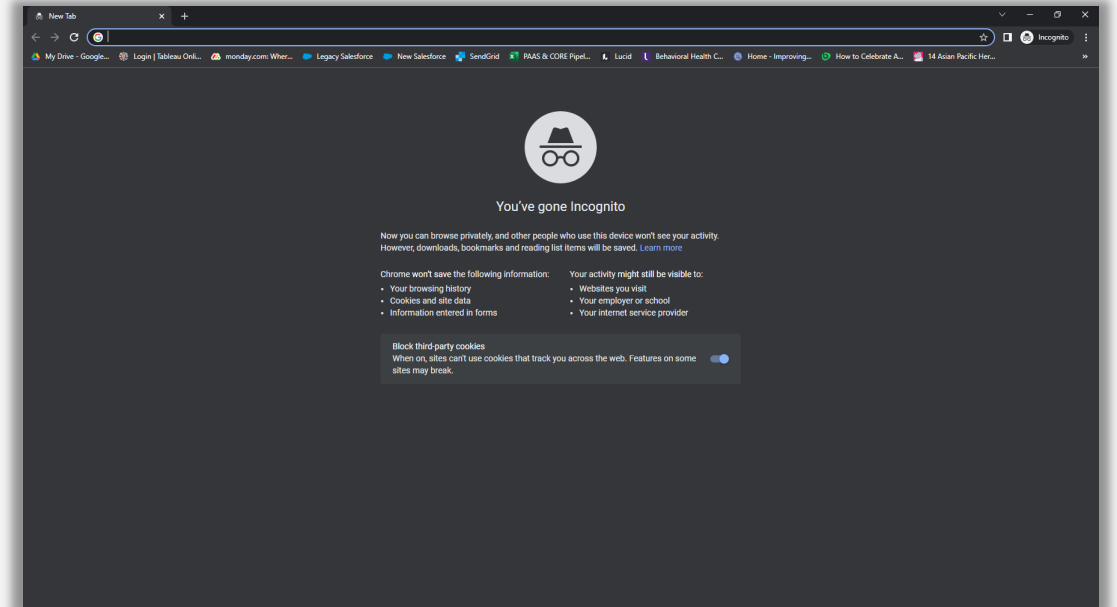 New Tab
Incognito
My Drive - Google... Login | Tableau Onli... monday.com: Wher... Legacy Salesforce New Salesforce SendGrid PAAS & CORE Pipel... Lucid Behavioral Health C... Home - Improving... How to Celebrate A... 14 Asian Pacific Her... »
You've gone Incognito
Now you can browse privately, and other people who use this device won't see your activity.
However, downloads, bookmarks and reading list items will be saved. Learn more
Chrome won't save the following information:
• Your browsing history
• Cookies and site data
• Information entered in forms
Your activity might still be visible to:
• Websites you visit
• Your employer or school
• Your internet service provider
Block third-party cookies
When on, sites can't use cookies that track you across the web. Features on some
sites may break.